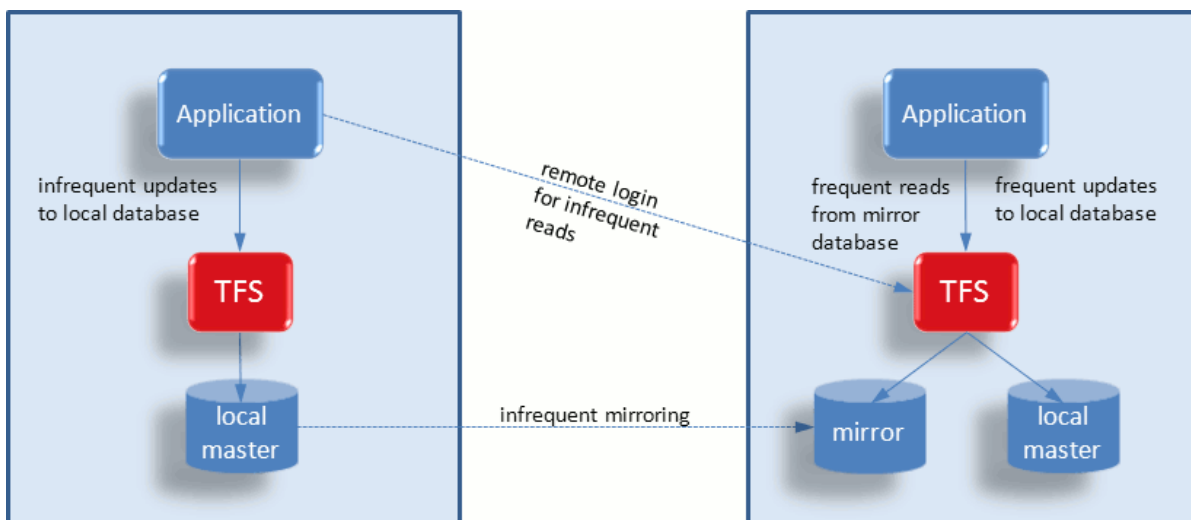 Application
infrequent updates
to local database
TFS
local
master
remote login
for infrequent
reads
infrequent mirroring
Application
frequent reads
from mirror
database
frequent updates
to local database
TFS
mirror
local
master